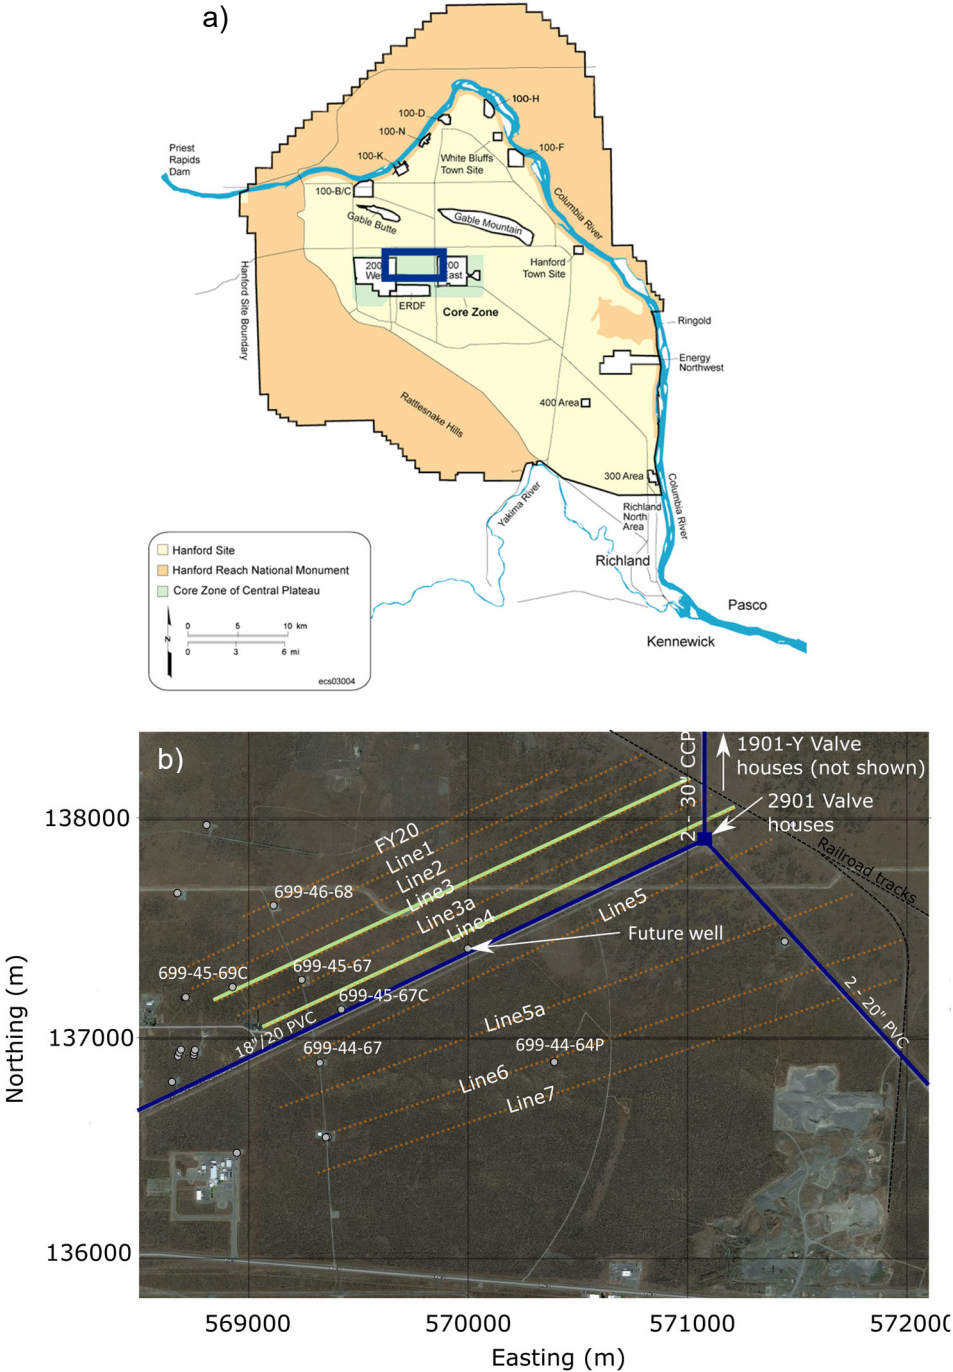 a)
100-H
100-D
100-N
100-F
Priest
Rapids
Dam
100-K
White Bluffs
Town Site
100-B/C
Gable Butte
Gable Mountain
Columbia River
Hanford
Town Site
200
West
200
East
ERDF
Core Zone
Hanford Site Boundary
Ringold
Energy
Northwest
400 Area
Rattlesnake Hills
300 Area
Yakima River
Richland
North
Area
Columbia River
Richland
Pasco
Kennewick
Hanford Site
Hanford Reach National Monument
Core Zone of Central Plateau
N
0 5 10 km
0 3 6 mi
ecs03004
b)
2 - 30" CCP
1901-Y Valve
houses (not shown)
2901 Valve
houses
Railroad tracks
FY20
Line1
Line2
Line3
Line3a
Line4
Line5
Future well
699-46-68
699-45-69C
699-45-67
699-45-67C
18"/20 PVC
2 - 20" PVC
699-44-67
699-44-64P
Line5a
Line6
Line7
138000
137000
136000
Northing (m)
569000
570000
571000
57200
Easting (m)